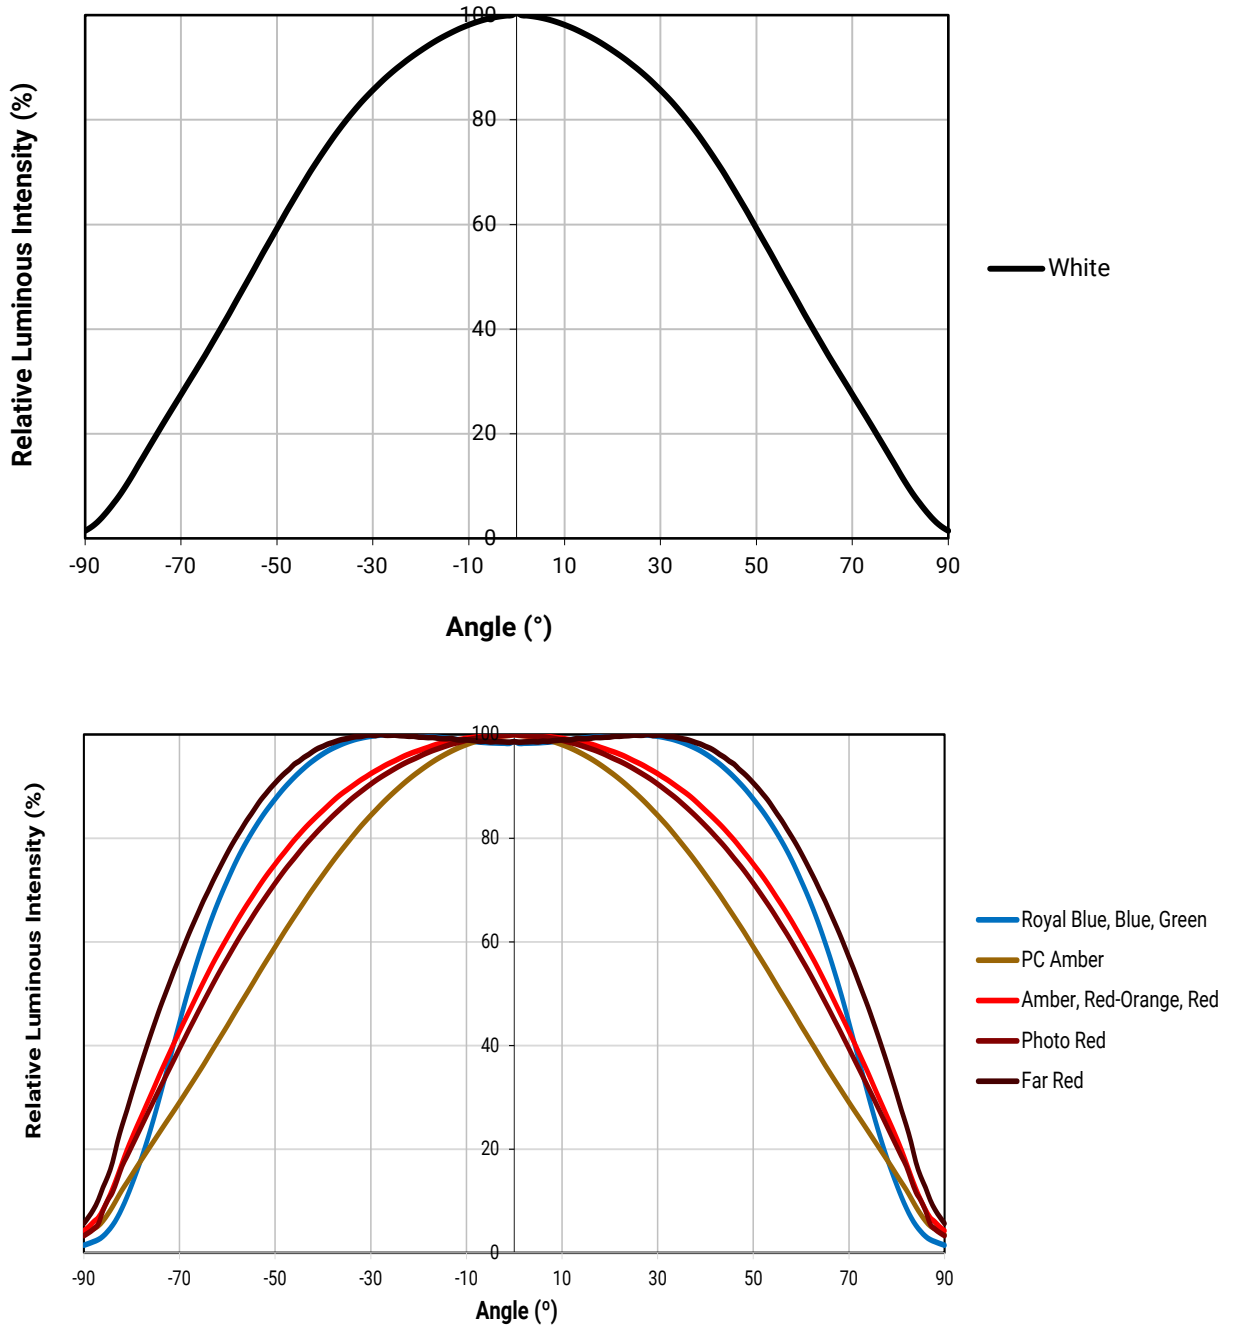 Relative Luminous Intensity (%)
100
80
60
40
20
0
-90 -70 -50 -30 -10 10 30 50 70 90
Angle (°)
White
Relative Luminous Intensity (%)
100
80
60
40
20
0
-90 -70 -50 -30 -10 10 30 50 70 90
Angle (º)
Royal Blue, Blue, Green
PC Amber
Amber, Red-Orange, Red
Photo Red
Far Red